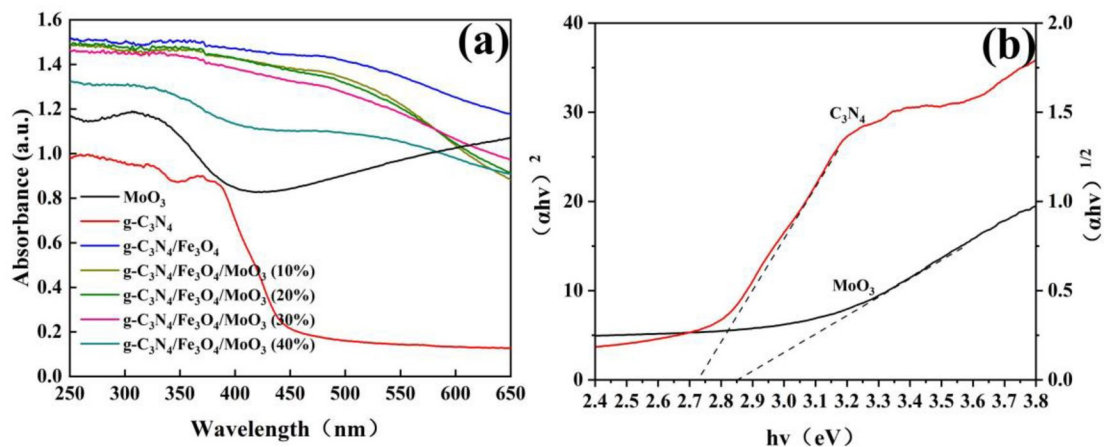 (a)
1.6
1.4
1.2
1.0
0.8
0.6
0.4
0.2
0.0
Absorbance (a.u.)
MoO₃
g-C₃N₄
g-C₃N₄/Fe₃O₄
g-C₃N₄/Fe₃O₄/MoO₃ (10%)
g-C₃N₄/Fe₃O₄/MoO₃ (20%)
g-C₃N₄/Fe₃O₄/MoO₃ (30%)
g-C₃N₄/Fe₃O₄/MoO₃ (40%)
250 300 350 400 450 500 550 600 650
Wavelength（nm）
(b)
40
30
20
10
0
（αhv）²
C₃N₄
MoO₃
2.0
1.5
1.0
0.5
0.0
（αhv）¹/²
2.4 2.5 2.6 2.7 2.8 2.9 3.0 3.1 3.2 3.3 3.4 3.5 3.6 3.7 3.8
hv（eV）